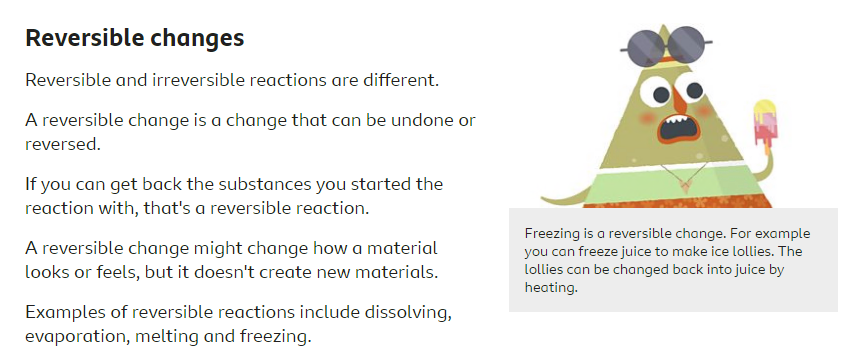 Reversible changes
Reversible and irreversible reactions are different.
A reversible change is a change that can be undone or
reversed.
If you can get back the substances you started the
reaction with, that's a reversible reaction.
A reversible change might change how a material
looks or feels, but it doesn't create new materials.
Examples of reversible reactions include dissolving,
evaporation, melting and freezing.
Freezing is a reversible change. For example
you can freeze juice to make ice lollies. The
lollies can be changed back into juice by
heating.